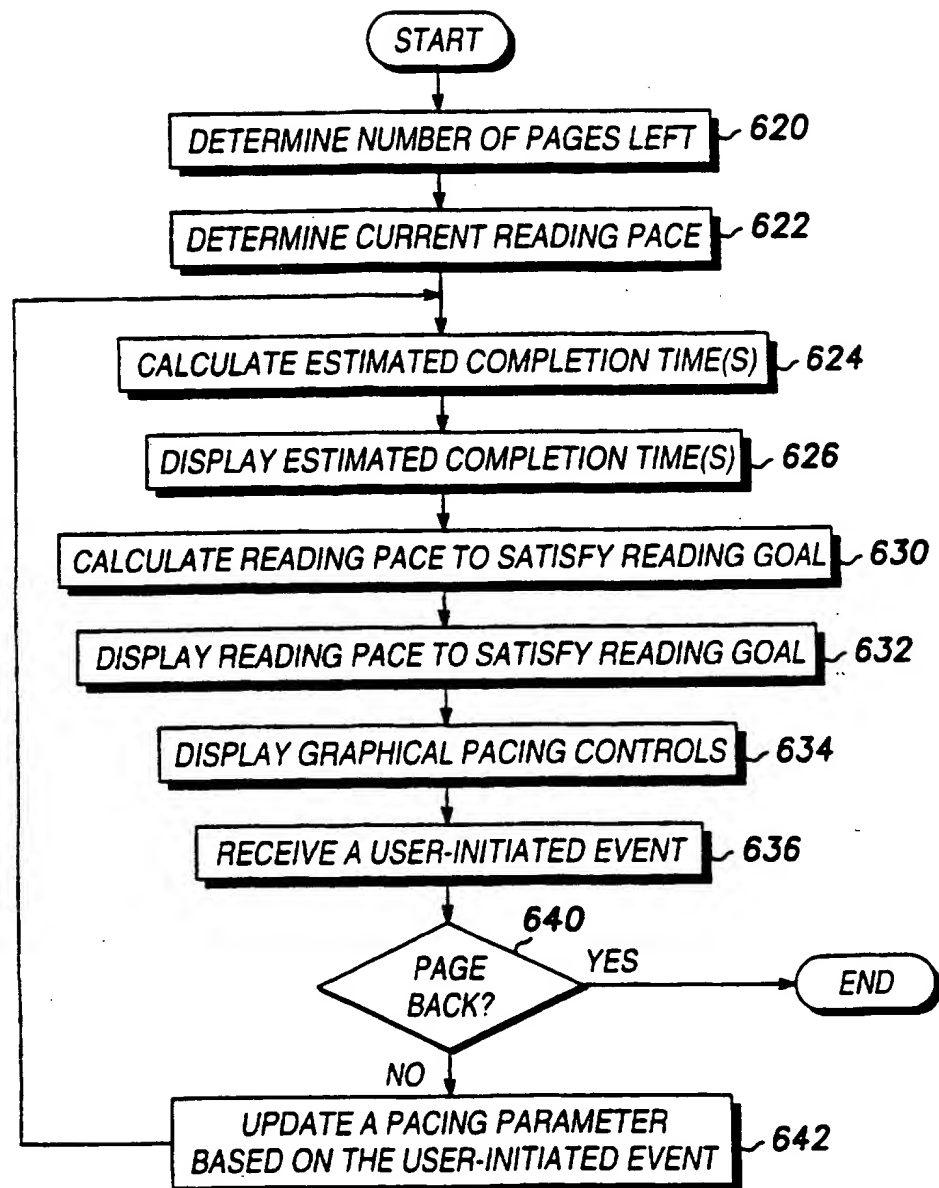 START
DETERMINE NUMBER OF PAGES LEFT 620
DETERMINE CURRENT READING PACE 622
CALCULATE ESTIMATED COMPLETION TIME(S) 624
DISPLAY ESTIMATED COMPLETION TIME(S) 626
CALCULATE READING PACE TO SATISFY READING GOAL 630
DISPLAY READING PACE TO SATISFY READING GOAL 632
DISPLAY GRAPHICAL PACING CONTROLS 634
RECEIVE A USER-INITIATED EVENT 636
640
PAGE
BACK?
YES
END
NO
UPDATE A PACING PARAMETER
BASED ON THE USER-INITIATED EVENT 642